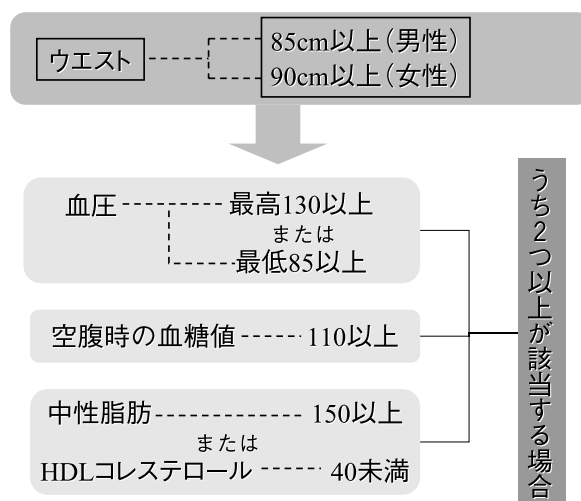 ウエスト
85cm以上(男性)
90cm以上(女性)
血圧
最高130以上
または
最低85以上
空腹時の血糖値
110以上
中性脂肪
150以上
または
HDLコレステロール
40未満
うち2つ以上が該当する場合